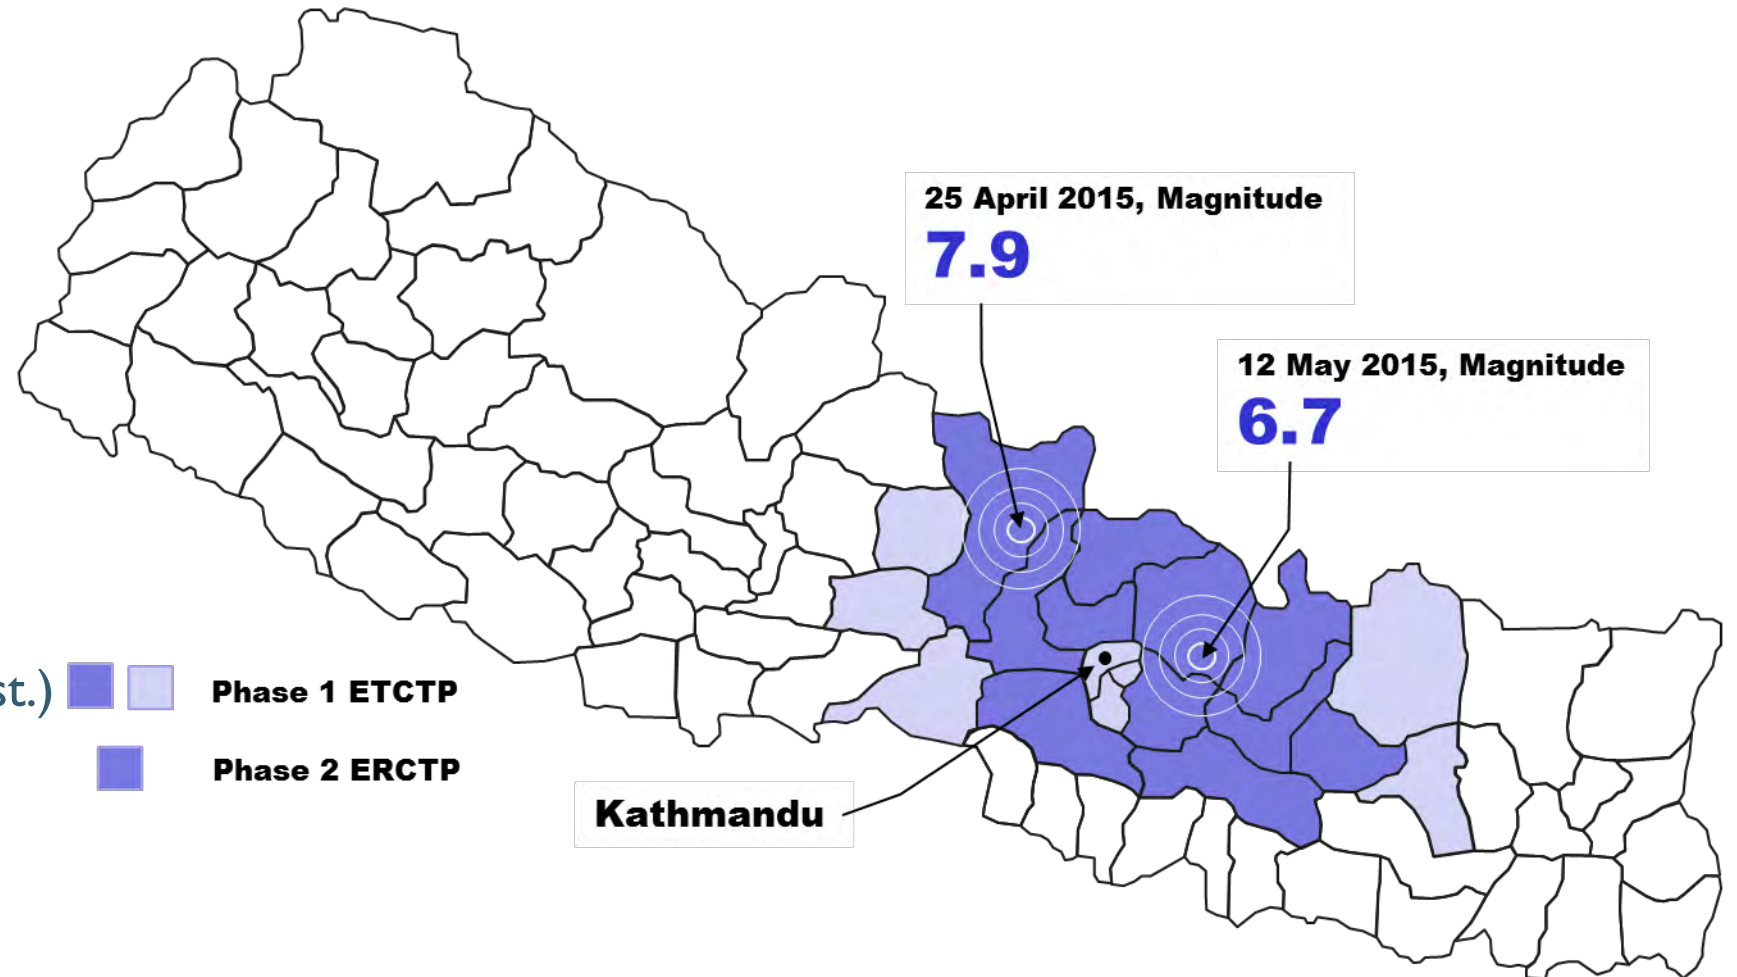 25 April 2015, Magnitude
7.9
12 May 2015, Magnitude
6.7
st.)
Phase 1 ETCTP
Phase 2 ERCTP
Kathmandu